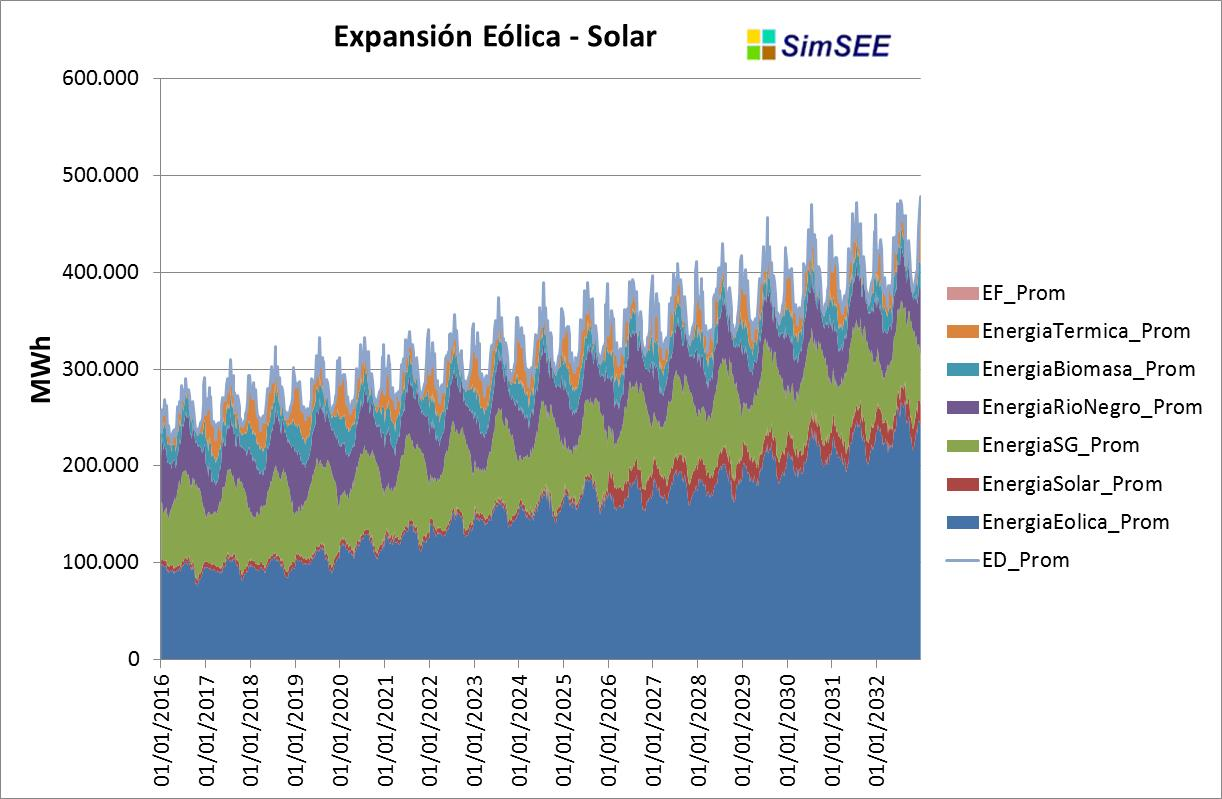 Expansión Eólica - Solar
SimSEE
MWh
600.000
500.000
400.000
300.000
200.000
100.000
0
01/01/2016
01/01/2017
01/01/2018
01/01/2019
01/01/2020
01/01/2021
01/01/2022
01/01/2023
01/01/2024
01/01/2025
01/01/2026
01/01/2027
01/01/2028
01/01/2029
01/01/2030
01/01/2031
01/01/2032
EF_Prom
EnergiaTermica_Prom
EnergiaBiomasa_Prom
EnergiaRioNegro_Prom
EnergiaSG_Prom
EnergiaSolar_Prom
EnergiaEolica_Prom
ED_Prom